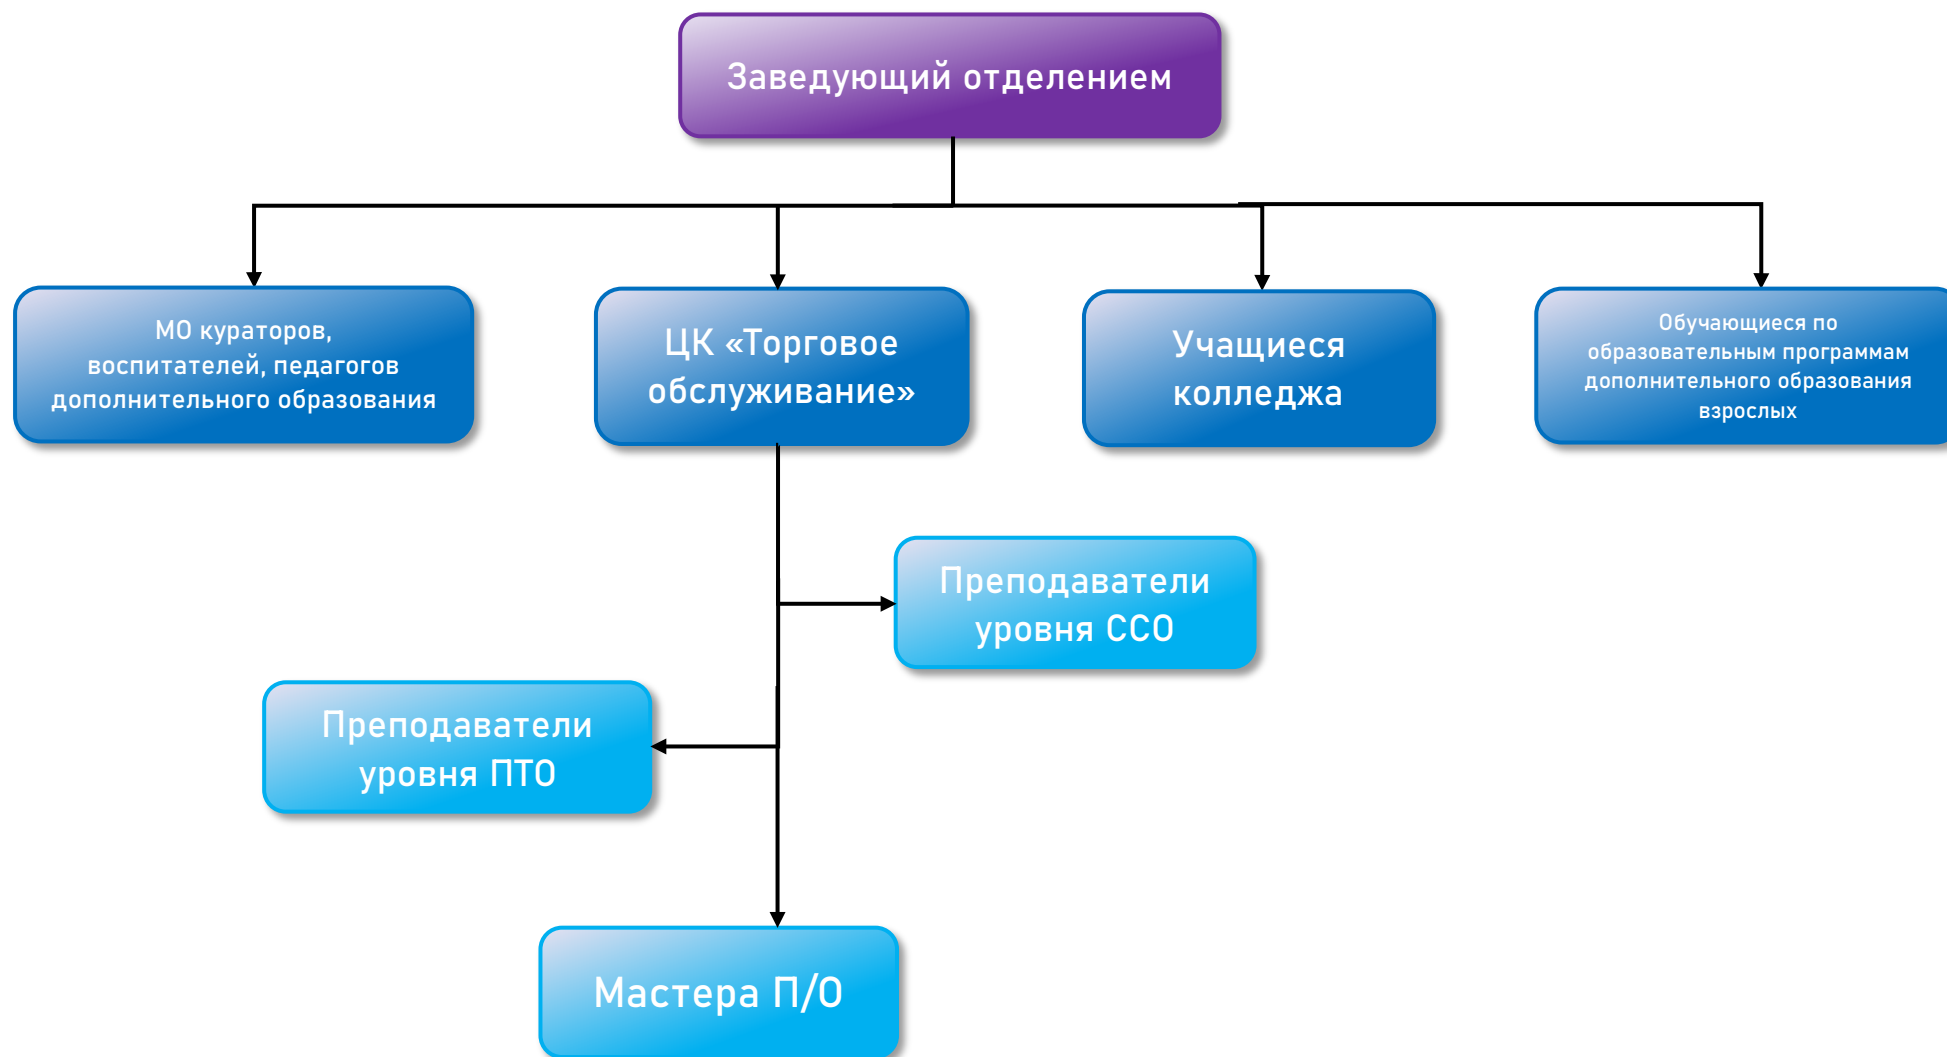 Заведующий отделением
МО кураторов,
воспитателей, педагогов
дополнительного образования
ЦК «Торговое
обслуживание»
Учащиеся
колледжа
Обучающиеся по
образовательным программам
дополнительного образования
взрослых
Преподаватели
уровня ССО
Преподаватели
уровня ПТО
Мастера П/О